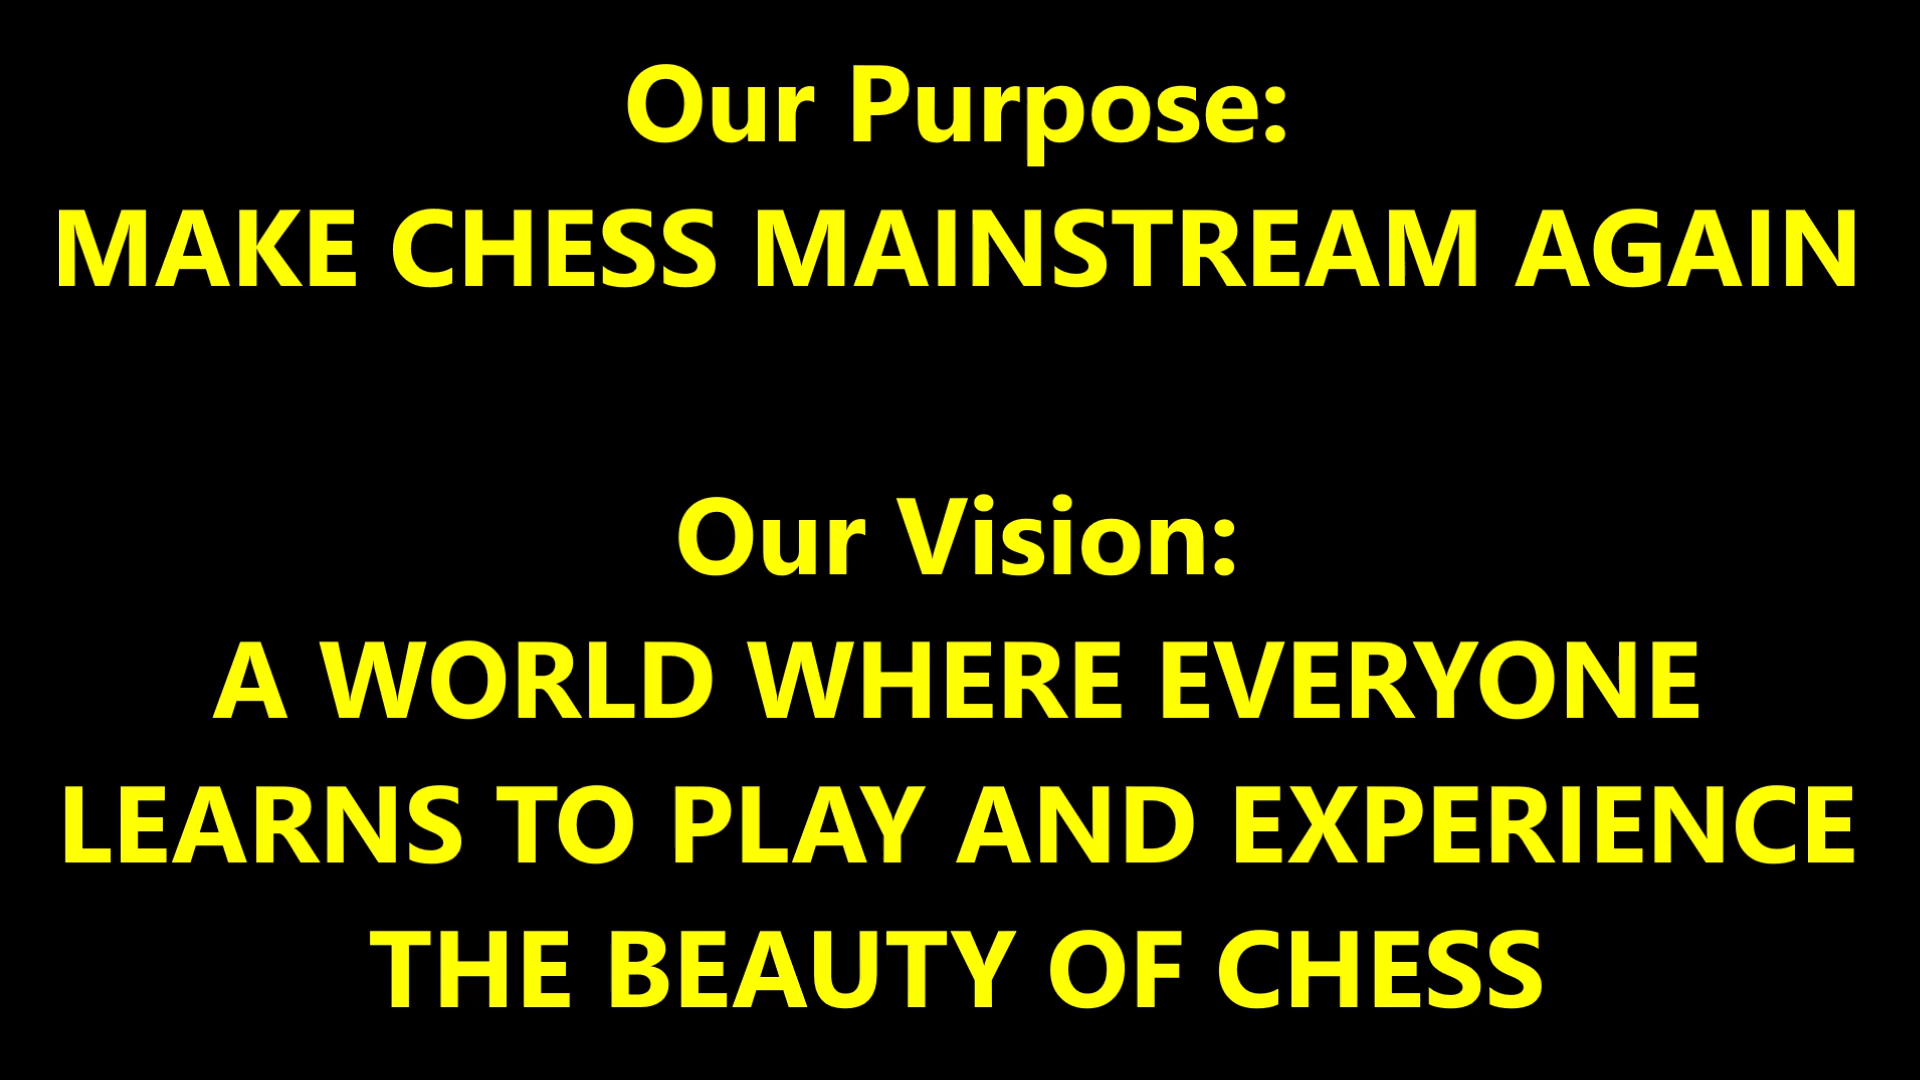 Our Purpose:
MAKE CHESS MAINSTREAM AGAIN
Our Vision:
A WORLD WHERE EVERYONE
LEARNS TO PLAY AND EXPERIENCE
THE BEAUTY OF CHESS